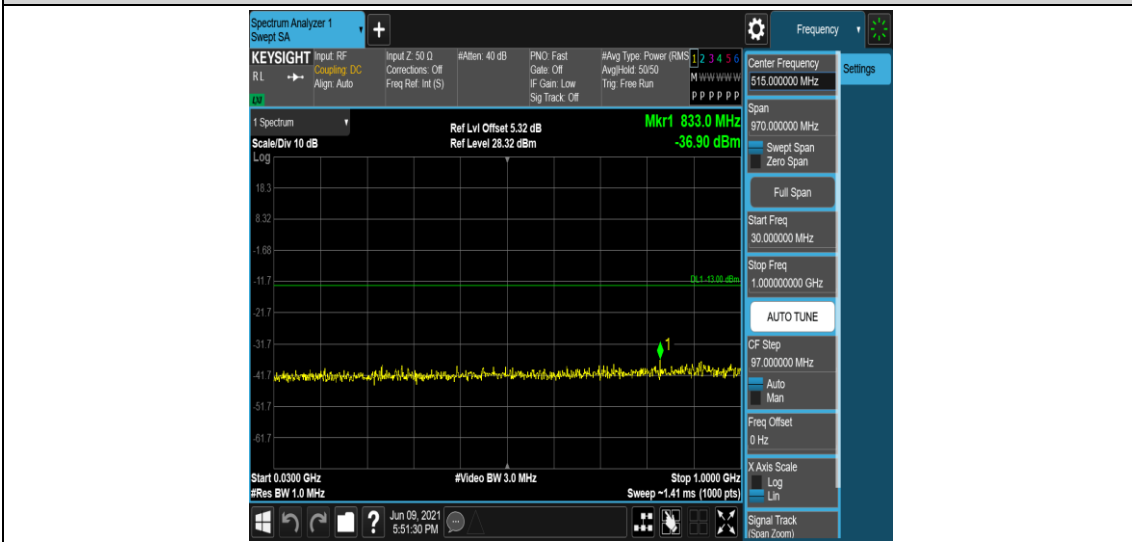 Spectrum Analyzer 1
Swept SA
+
Frequency
KEYSIGHT
RL
LXI
Input: RF
Coupling: DC
Align: Auto
Input Z: 50 Ω
Corrections: Off
Freq Ref: Int (S)
#Atten: 40 dB
PNO: Fast
Gate: Off
IF Gain: Low
Sig Track: Off
#Avg Type: Power (RMS
Avg|Hold: 50/50
Trig: Free Run
1 2 3 4 5 6
M W W W W W
P P P P P P
1 Spectrum
Scale/Div 10 dB
Log
Ref Lvl Offset 5.32 dB
Ref Level 28.32 dBm
Mkr1 833.0 MHz
-36.90 dBm
18.3
8.32
-1.68
-11.7
DL1 -13.00 dBm
-21.7
-31.7
1
-41.7
-51.7
-61.7
Start 0.0300 GHz
#Res BW 1.0 MHz
#Video BW 3.0 MHz
Stop 1.0000 GHz
Sweep ~1.41 ms (1000 pts)
?
Jun 09, 2021
5:51:30 PM
Center Frequency
515.000000 MHz
Settings
Span
970.000000 MHz
Swept Span
Zero Span
Full Span
Start Freq
30.000000 MHz
Stop Freq
1.000000000 GHz
AUTO TUNE
CF Step
97.000000 MHz
Auto
Man
Freq Offset
0 Hz
X Axis Scale
Log
Lin
Signal Track
(Span Zoom)